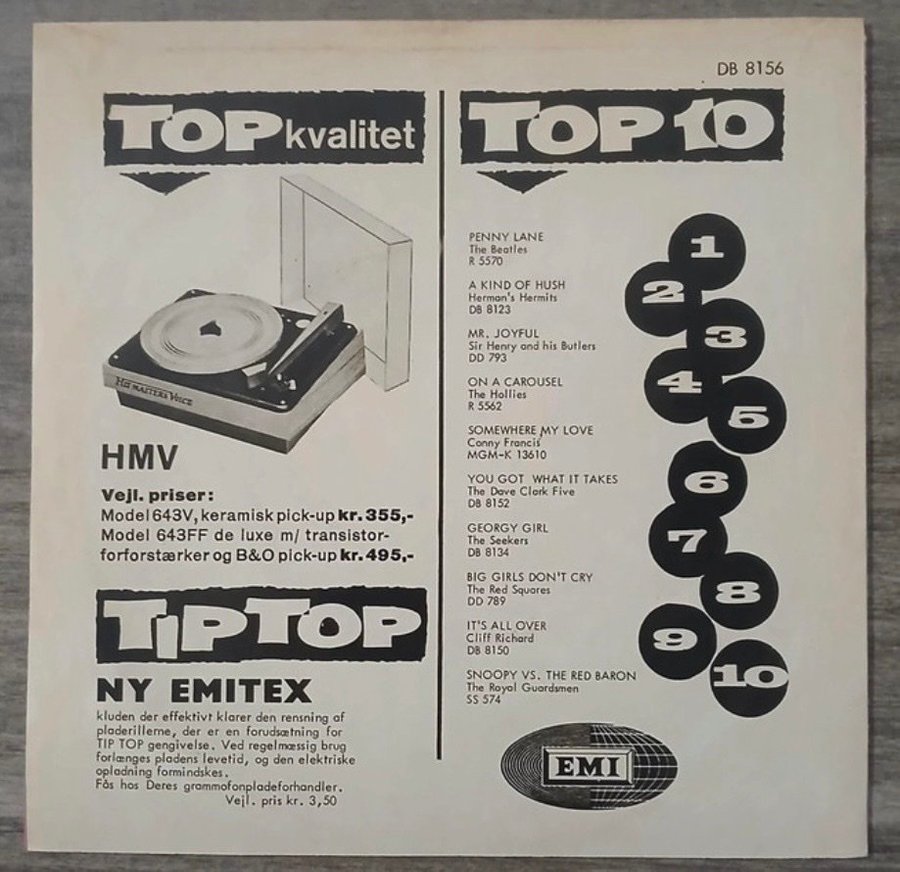 DB 8156
TOP kvalitet
HIS MASTERS VOICE
HMV
Vejl. priser:
Model 643V, keramisk pick-up kr. 355,-
Model 643FF de luxe m/ transistor-
forforstærker og B&O pick-up kr. 495,-
TIP TOP
NY EMITEX
kluden der effektivt klarer den rensning af
pladerillerne, der er en forudsætning for
TIP TOP gengivelse. Ved regelmæssig brug
forlænges pladens levetid, og den elektriske
opladning formindskes.
Fås hos Deres grammofonpladeforhandler.
Vejl. pris kr. 3,50
TOP 10
PENNY LANE
The Beatles
R 5570
1
A KIND OF HUSH
Herman's Hermits
DB 8123
2
MR. JOYFUL
Sir Henry and his Butlers
DD 793
3
ON A CAROUSEL
The Hollies
R 5562
4
SOMEWHERE MY LOVE
Conny Francis
MGM-K 13610
5
YOU GOT WHAT IT TAKES
The Dave Clark Five
DB 8152
6
GEORGY GIRL
The Seekers
DB 8134
7
BIG GIRLS DON'T CRY
The Red Squares
DD 789
8
IT'S ALL OVER
Cliff Richard
DB 8150
9
SNOOPY VS. THE RED BARON
The Royal Guardsmen
SS 574
10
EMI